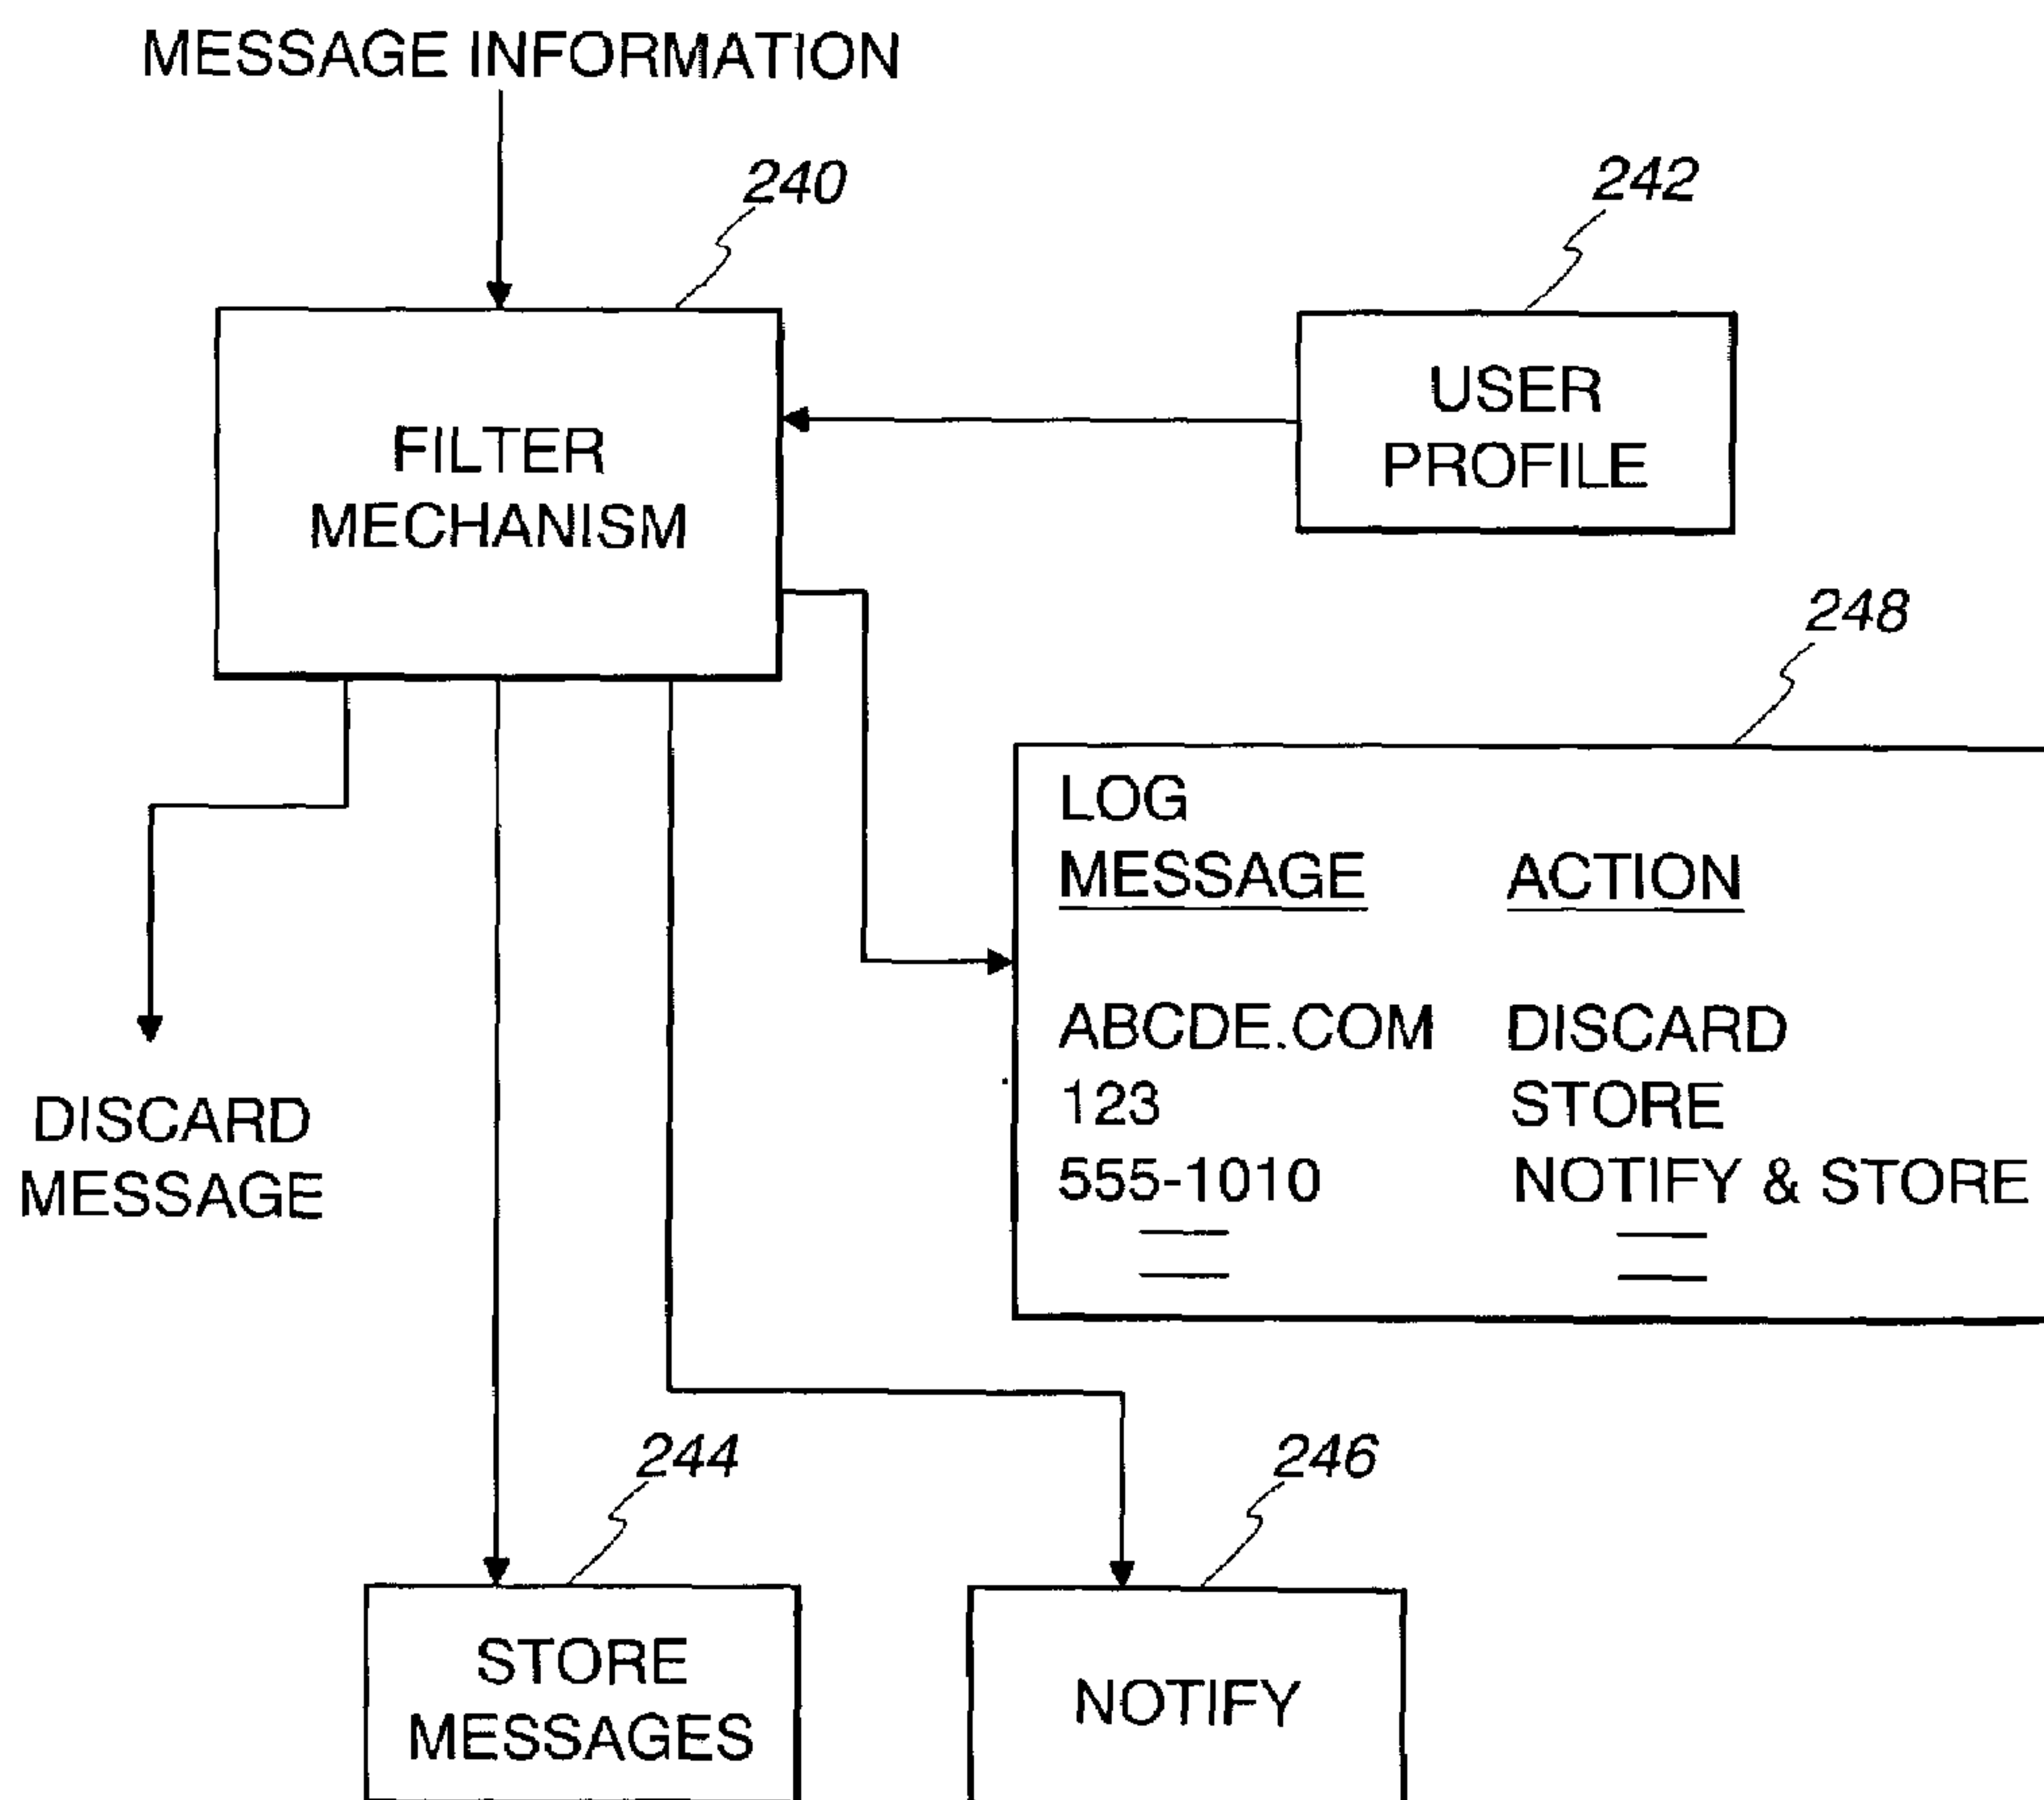 MESSAGE INFORMATION
240
242
FILTER
MECHANISM
USER
PROFILE
248
LOG
MESSAGE ACTION
ABCDE.COM DISCARD
123 STORE
555-1010 NOTIFY & STORE
DISCARD
MESSAGE
244
246
STORE
MESSAGES
NOTIFY